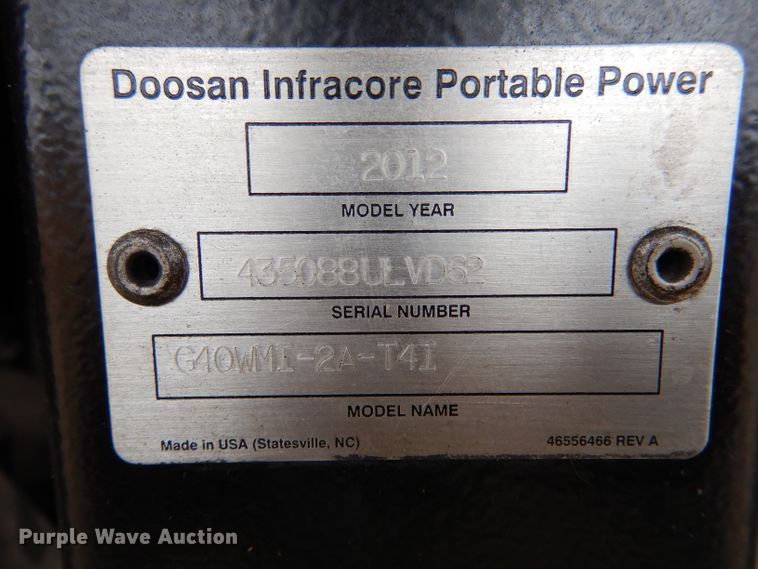 Doosan Infracore Portable Power
2012
MODEL YEAR
435088ULVD62
SERIAL NUMBER
G40WMI-2A-T4I
MODEL NAME
Made in USA (Statesville, NC)
46556466 REV A
Purple Wave Auction